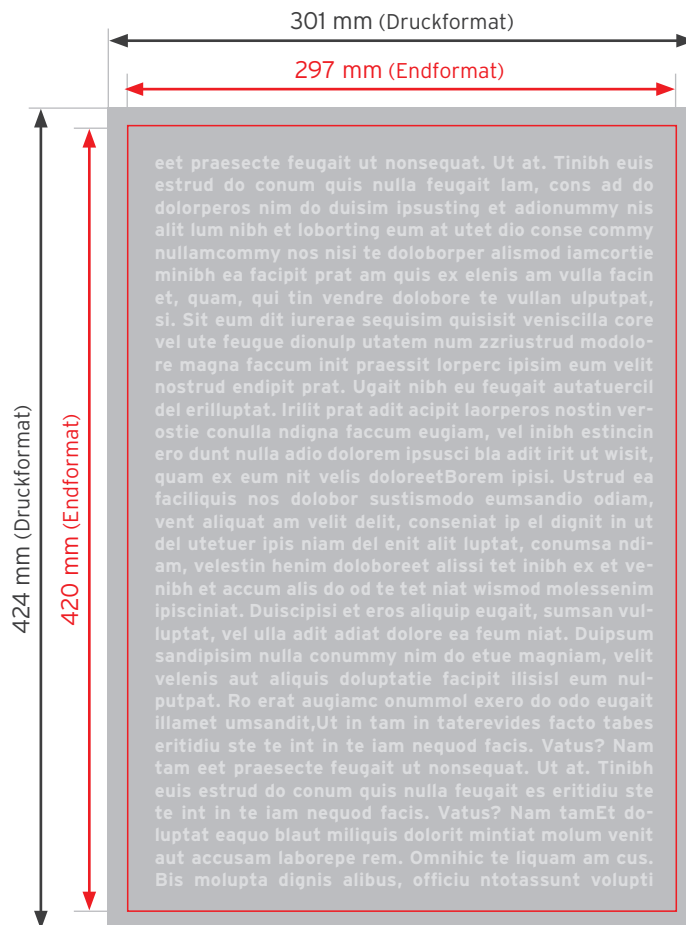 301 mm (Druckformat)
297 mm (Endformat)
424 mm (Druckformat)
420 mm (Endformat)
eet praesecte feugait ut nonsequat. Ut at. Tinibh euis
estrud do conum quis nulla feugait lam, cons ad do
dolorperos nim do duisim ipsusting et adionummy nis
alit lum nibh et loborting eum at utet dio conse commy
nullamcommy nos nisi te doloborper alismod iamcortie
minibh ea facipit prat am quis ex elenis am vulla facin
et, quam, qui tin vendre dolobore te vullan ulputpat,
si. Sit eum dit iurerae sequisim quisisit veniscilla core
vel ute feugue dionulp utatem num zzriustrud modolo-
re magna faccum init praessit lorperc ipisim eum velit
nostrud endipit prat. Ugait nibh eu feugait autatuercil
del erilluptat. Irilit prat adit acipit laorperos nostin ver-
ostie conulla ndigna faccum eugiam, vel inibh estincin
ero dunt nulla adio dolorem ipsusci bla adit irit ut wisit,
quam ex eum nit velis doloreetBorem ipisi. Ustrud ea
faciliquis nos dolobor sustismodo eumsandio odiam,
vent aliquat am velit delit, conseniat ip el dignit in ut
del utetuer ipis niam del enit alit luptat, conumsa ndi-
am, velestin henim doloboreet alissi tet inibh ex et ve-
nibh et accum alis do od te tet niat wismod molessenim
ipisciniat. Duiscipisi et eros aliqup eugait, sumsan vul-
luptat, vel ulla adit adiat dolore ea feum niat. Duipsum
sandipisim nulla conummy nim do etue magniam, velit
velenis aut aliquis doluptatie facipit ilisisl eum nul-
putpat. Ro erat augiamc onummol exero do odo eugait
illamet umsandit,Ut in tam in taterevides facto tabes
eritidiu ste te int in te iam nequod facis. Vatus? Nam
tam eet praesecte feugait ut nonsequat. Ut at. Tinibh
euis estrud do conum quis nulla feugait es eritidiu ste
te int in te iam nequod facis. Vatus? Nam tamEt do-
luptat eaquo blaut miliquis dolorit mintiat molum venit
aut accusam laborepe rem. Omnihic te liquam am cus.
Bis molupta dignis alibus, officiu ntotassunt volupti